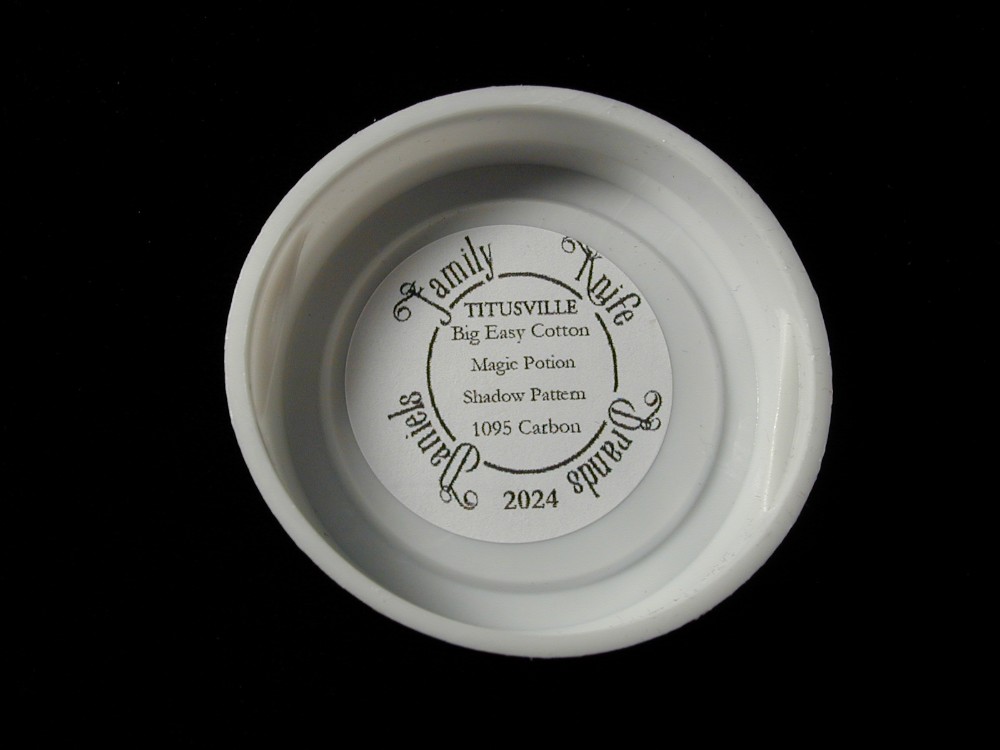 Daniels Family Knife Brands
TITUSVILLE
Big Easy Cotton
Magic Potion
Shadow Pattern
1095 Carbon
2024